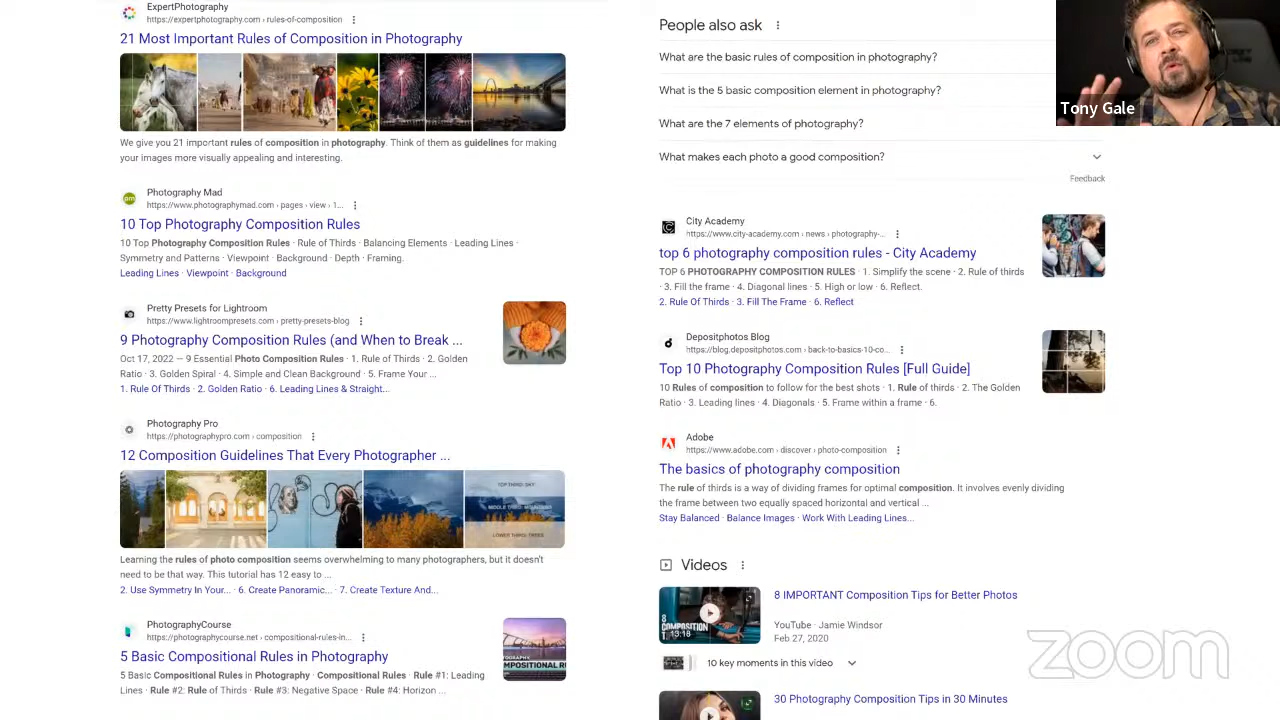 ExpertPhotography
https://expertphotography.com › rules-of-composition
21 Most Important Rules of Composition in Photography
We give you 21 important rules of composition in photography. Think of them as guidelines for making
your images more visually appealing and interesting.
Photography Mad
https://www.photographymad.com › pages › view › 1...
10 Top Photography Composition Rules
10 Top Photography Composition Rules · Rule of Thirds · Balancing Elements · Leading Lines ·
Symmetry and Patterns · Viewpoint · Background · Depth · Framing.
Leading Lines · Viewpoint · Background
Pretty Presets for Lightroom
https://www.lightroompresets.com › pretty-presets-blog
9 Photography Composition Rules (and When to Break ...
Oct 17, 2022 — 9 Essential Photo Composition Rules · 1. Rule of Thirds · 2. Golden
Ratio · 3. Golden Spiral · 4. Simple and Clean Background · 5. Frame Your ...
1. Rule Of Thirds · 2. Golden Ratio · 6. Leading Lines & Straight...
Photography Pro
https://photographypro.com › composition
12 Composition Guidelines That Every Photographer ...
TOP THIRD: SKY
MIDDLE THIRD: MOUNTAINS
LOWER THIRD: TREES
Learning the rules of photo composition seems overwhelming to many photographers, but it doesn't
need to be that way. This tutorial has 12 easy to ...
2. Use Symmetry In Your... · 6. Create Panoramic... · 7. Create Texture And...
PhotographyCourse
https://photographycourse.net › compositional-rules-in...
5 Basic Compositional Rules in Photography
5 Basic Compositional Rules in Photography · Compositional Rules · Rule #1: Leading
Lines · Rule #2: Rule of Thirds · Rule #3: Negative Space · Rule #4: Horizon ...
People also ask
What are the basic rules of composition in photography?
What is the 5 basic composition element in photography?
What are the 7 elements of photography?
What makes each photo a good composition?
Feedback
City Academy
https://www.city-academy.com › news › photography-...
top 6 photography composition rules - City Academy
TOP 6 PHOTOGRAPHY COMPOSITION RULES · 1. Simplify the scene · 2. Rule of thirds
· 3. Fill the frame · 4. Diagonal lines · 5. High or low · 6. Reflect.
2. Rule Of Thirds · 3. Fill The Frame · 6. Reflect
Depositphotos Blog
https://blog.depositphotos.com › back-to-basics-10-co...
Top 10 Photography Composition Rules [Full Guide]
10 Rules of composition to follow for the best shots · 1. Rule of thirds · 2. The Golden
Ratio · 3. Leading lines · 4. Diagonals · 5. Frame within a frame · 6.
Adobe
https://www.adobe.com › discover › photo-composition
The basics of photography composition
The rule of thirds is a way of dividing frames for optimal composition. It involves evenly dividing
the frame between two equally spaced horizontal and vertical ...
Stay Balanced · Balance Images · Work With Leading Lines...
Videos
8 IMPORTANT Composition Tips for Better Photos
8
COMPOSITION
13:18
YouTube · Jamie Windsor
Feb 27, 2020
10 key moments in this video
30 Photography Composition Tips in 30 Minutes
Tony Gale
zoom